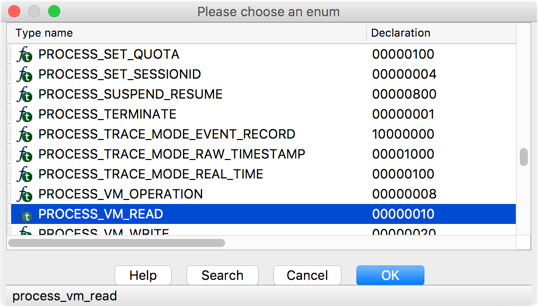 Please choose an enum
Type name Declaration
PROCESS_SET_QUOTA 00000100
PROCESS_SET_SESSIONID 00000004
PROCESS_SUSPEND_RESUME 00000800
PROCESS_TERMINATE 00000001
PROCESS_TRACE_MODE_EVENT_RECORD 10000000
PROCESS_TRACE_MODE_RAW_TIMESTAMP 00001000
PROCESS_TRACE_MODE_REAL_TIME 00000100
PROCESS_VM_OPERATION 00000008
PROCESS_VM_READ 00000010
PROCESS_VM_WRITE 00000020
Help Search Cancel OK
process_vm_read